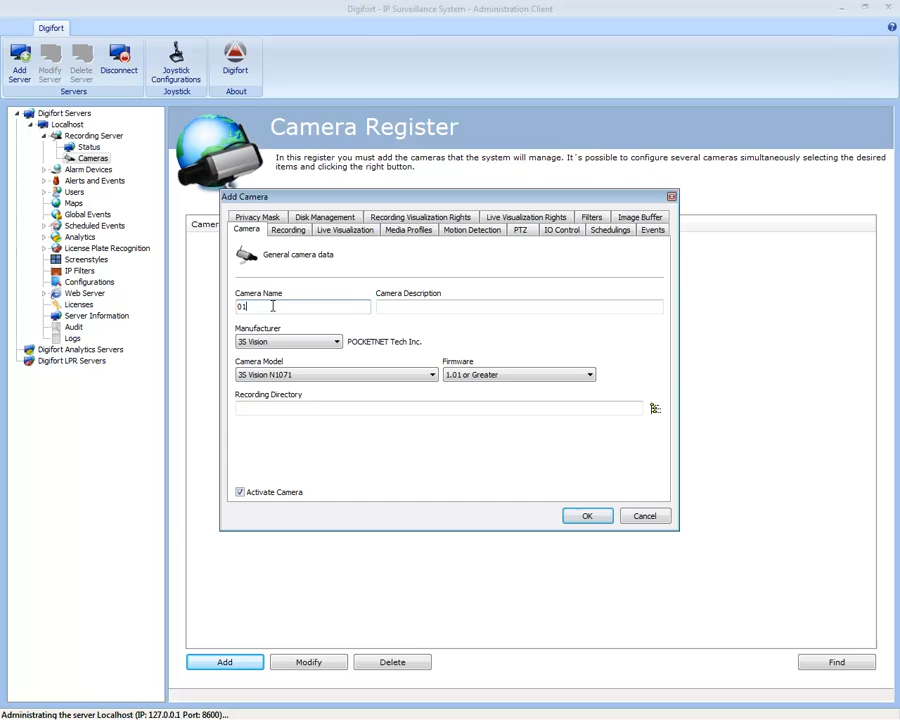 Digifort - IP Surveillance System - Administration Client
Digifort
Add Server
Modify Server
Delete Server
Disconnect
Joystick Configurations
Digifort
Servers
Joystick
About
Digifort Servers
Localhost
Recording Server
Status
Cameras
Alarm Devices
Alerts and Events
Users
Maps
Global Events
Scheduled Events
Analytics
License Plate Recognition
Screenstyles
IP Filters
Configurations
Web Server
Licenses
Server Information
Audit
Logs
Digifort Analytics Servers
Digifort LPR Servers
Camera Register
In this register you must add the cameras that the system will manage. It´s possible to configure several cameras simultaneously selecting the desired
items and clicking the right button.
Camer
Add Camera
Privacy Mask
Disk Management
Recording Visualization Rights
Live Visualization Rights
Filters
Image Buffer
Camera
Recording
Live Visualization
Media Profiles
Motion Detection
PTZ
IO Control
Schedulings
Events
General camera data
Camera Name
Camera Description
01
Manufacturer
3S Vision
POCKETNET Tech Inc.
Camera Model
Firmware
3S Vision N1071
1.01 or Greater
Recording Directory
Activate Camera
OK
Cancel
Add
Modify
Delete
Find
Administrating the server Localhost (IP: 127.0.0.1 Port: 8600)...